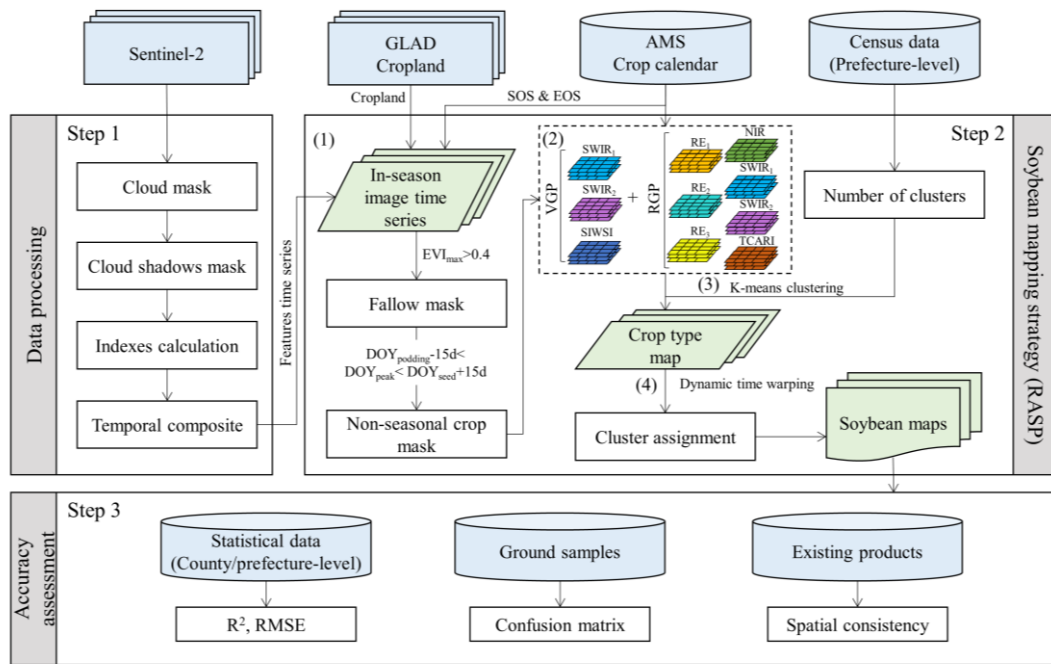 Sentinel-2
GLAD
Cropland
AMS
Crop calendar
Census data
(Prefecture-level)
Cropland
SOS & EOS
Data processing
Step 1
Cloud mask
Cloud shadows mask
Indexes calculation
Temporal composite
Features time series
Step 2
Soybean mapping strategy (RASP)
(1)
In-season
image time
series
EVImax>0.4
Fallow mask
DOYpodding-15d<
DOYpeak< DOYseed+15d
Non-seasonal crop
mask
(2)
VGP
SWIR1
SWIR2
SIWSI
+
RGP
RE1
RE2
RE3
NIR
SWIR1
SWIR2
TCARI
Number of clusters
(3)
K-means clustering
Crop type
map
(4)
Dynamic time warping
Cluster assignment
Soybean maps
Accuracy
assessment
Step 3
Statistical data
(County/prefecture-level)
Ground samples
Existing products
R², RMSE
Confusion matrix
Spatial consistency